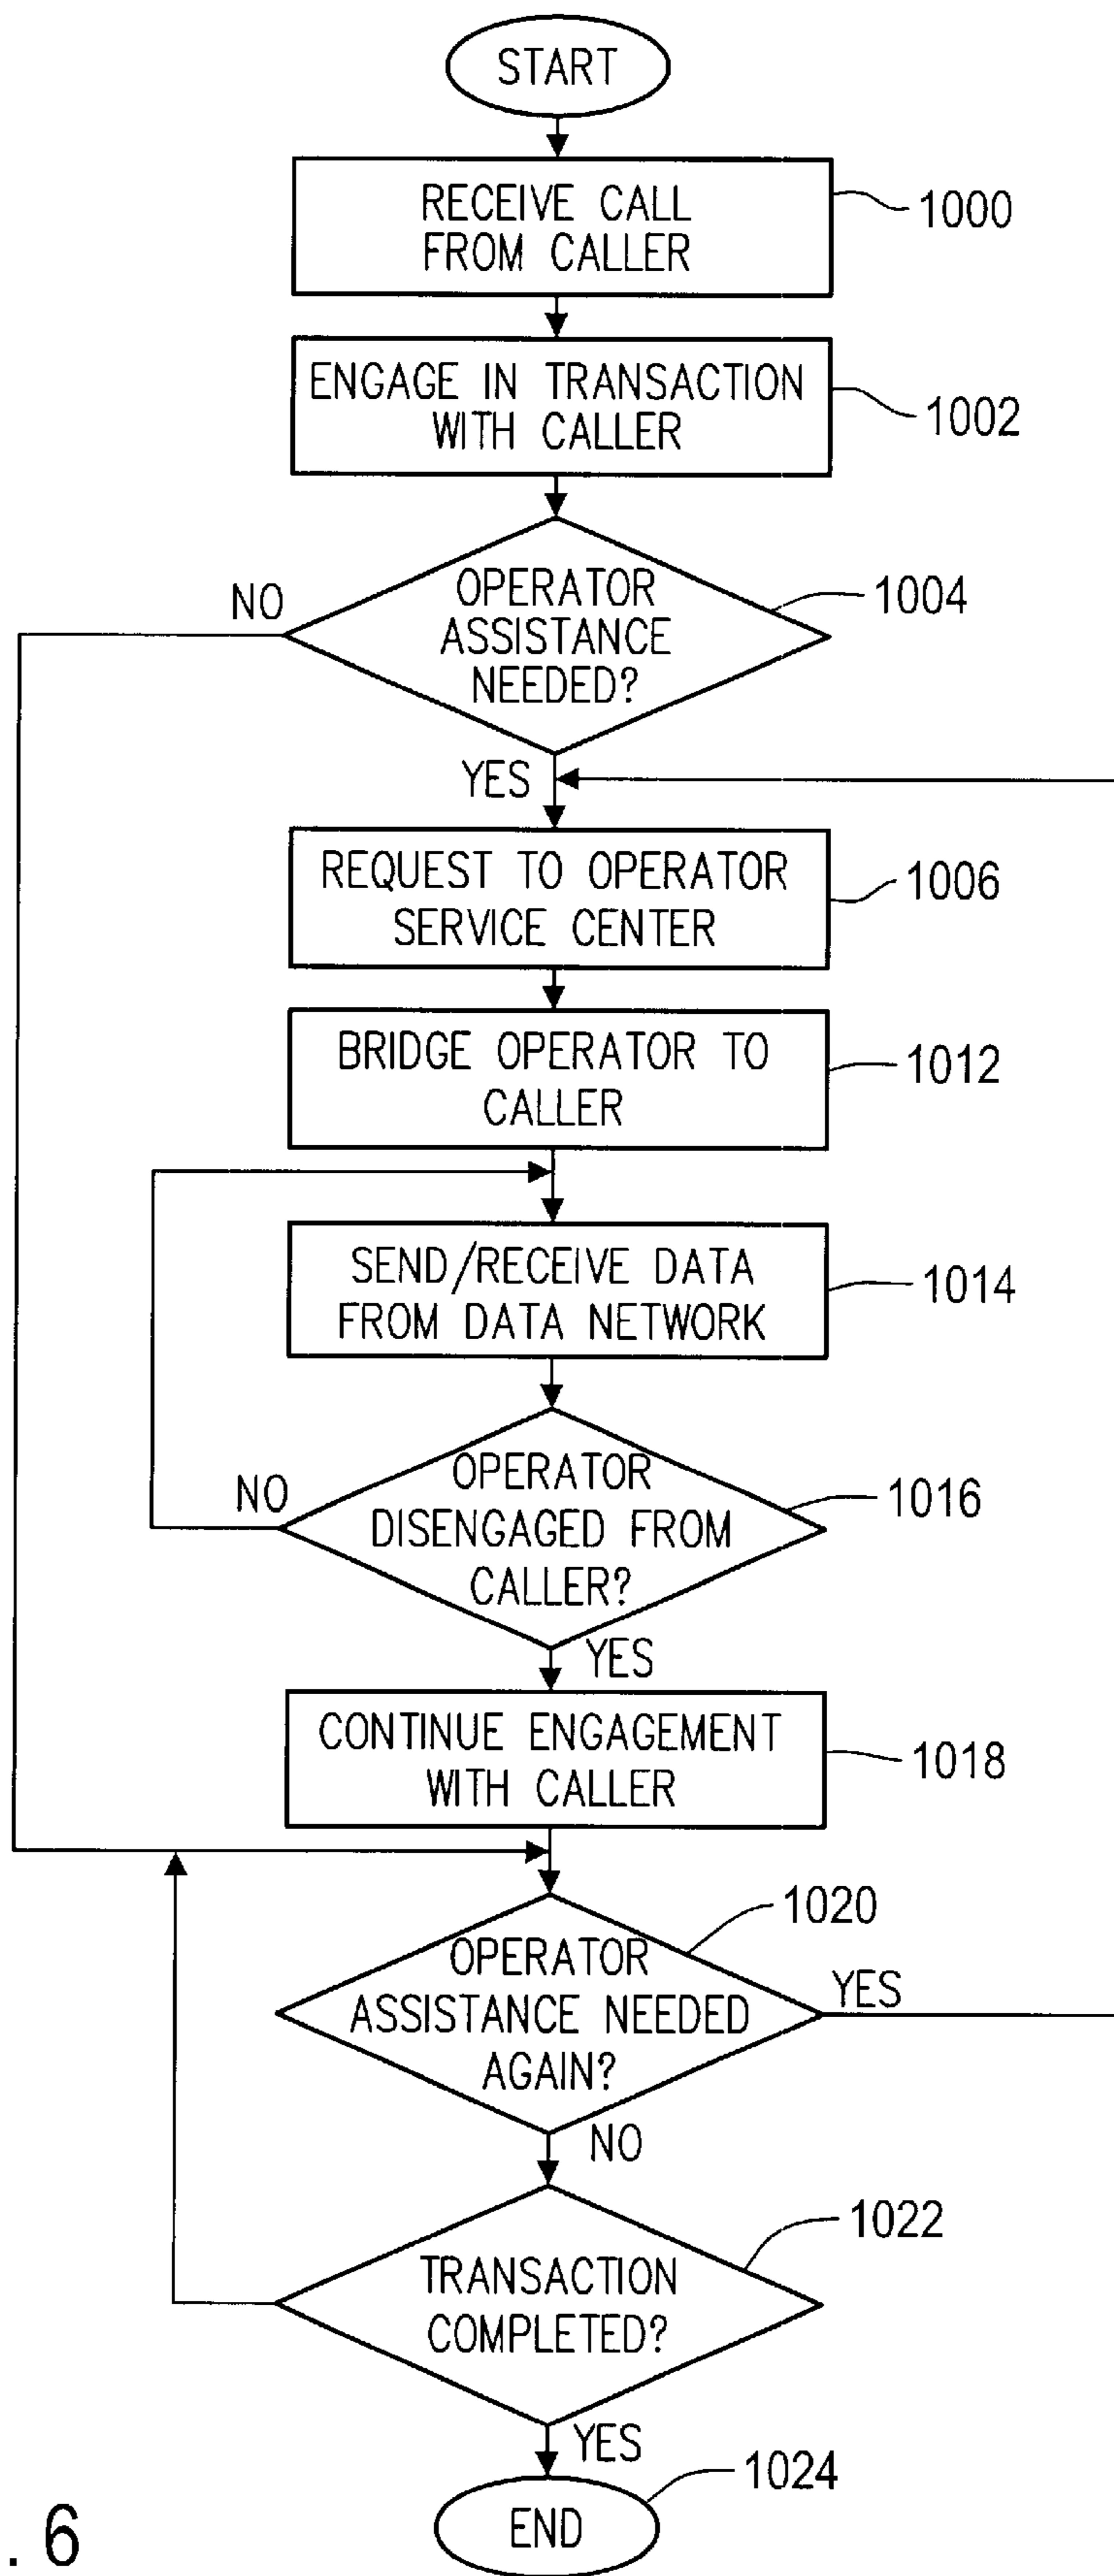 START
RECEIVE CALL
FROM CALLER
1000
ENGAGE IN TRANSACTION
WITH CALLER
1002
NO
OPERATOR
ASSISTANCE
NEEDED?
1004
YES
REQUEST TO OPERATOR
SERVICE CENTER
1006
BRIDGE OPERATOR TO
CALLER
1012
SEND/RECEIVE DATA
FROM DATA NETWORK
1014
NO
OPERATOR
DISENGAGED FROM
CALLER?
1016
YES
CONTINUE ENGAGEMENT
WITH CALLER
1018
OPERATOR
ASSISTANCE NEEDED
AGAIN?
1020
YES
NO
TRANSACTION
COMPLETED?
1022
YES
END
1024
. 6